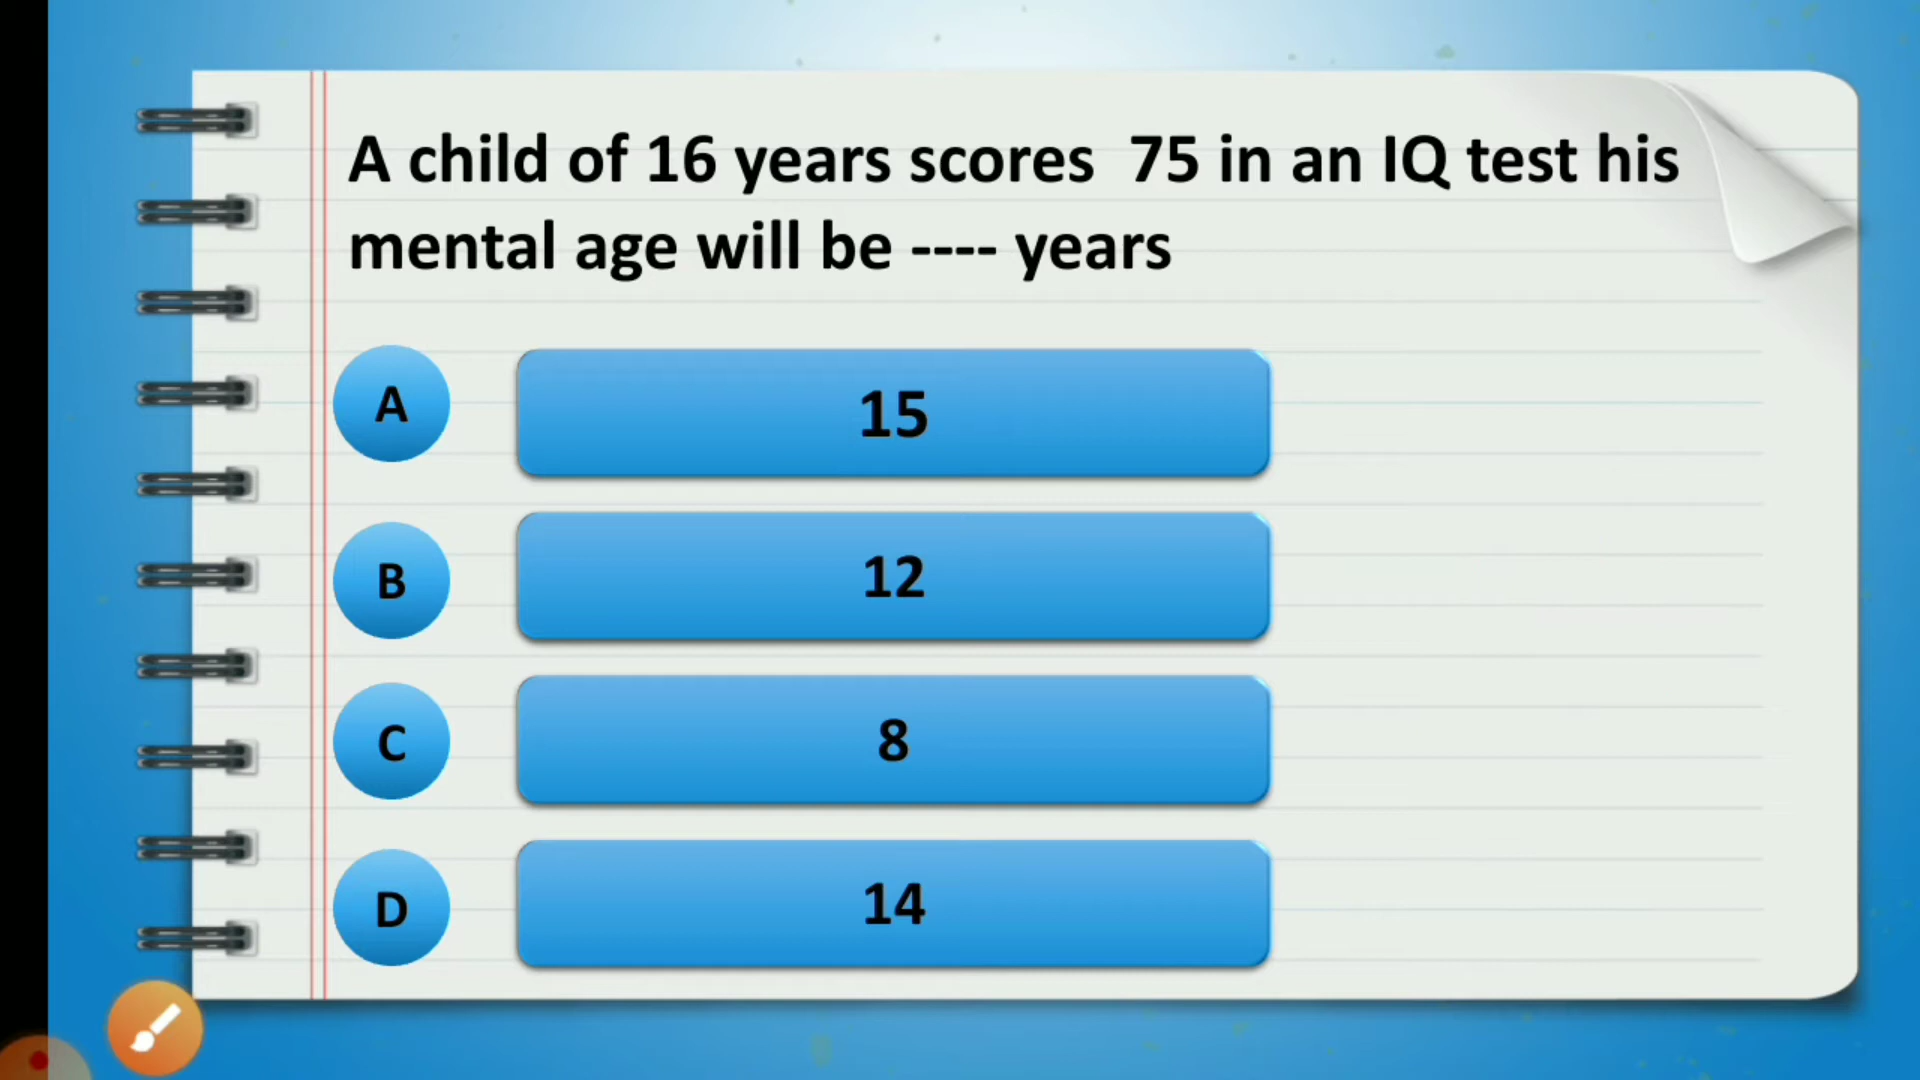 A child of 16 years scores  75 in an IQ test his
mental age will be ---- years
A
15
B
12
C
8
D
14